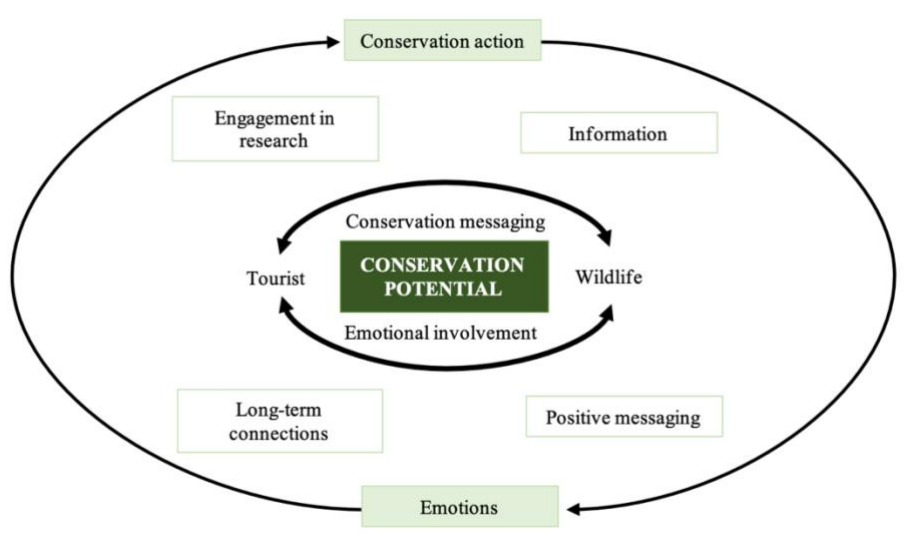 Conservation action
Engagement in
research
Information
Conservation messaging
Tourist
CONSERVATION
POTENTIAL
Wildlife
Emotional involvement
Long-term
connections
Positive messaging
Emotions